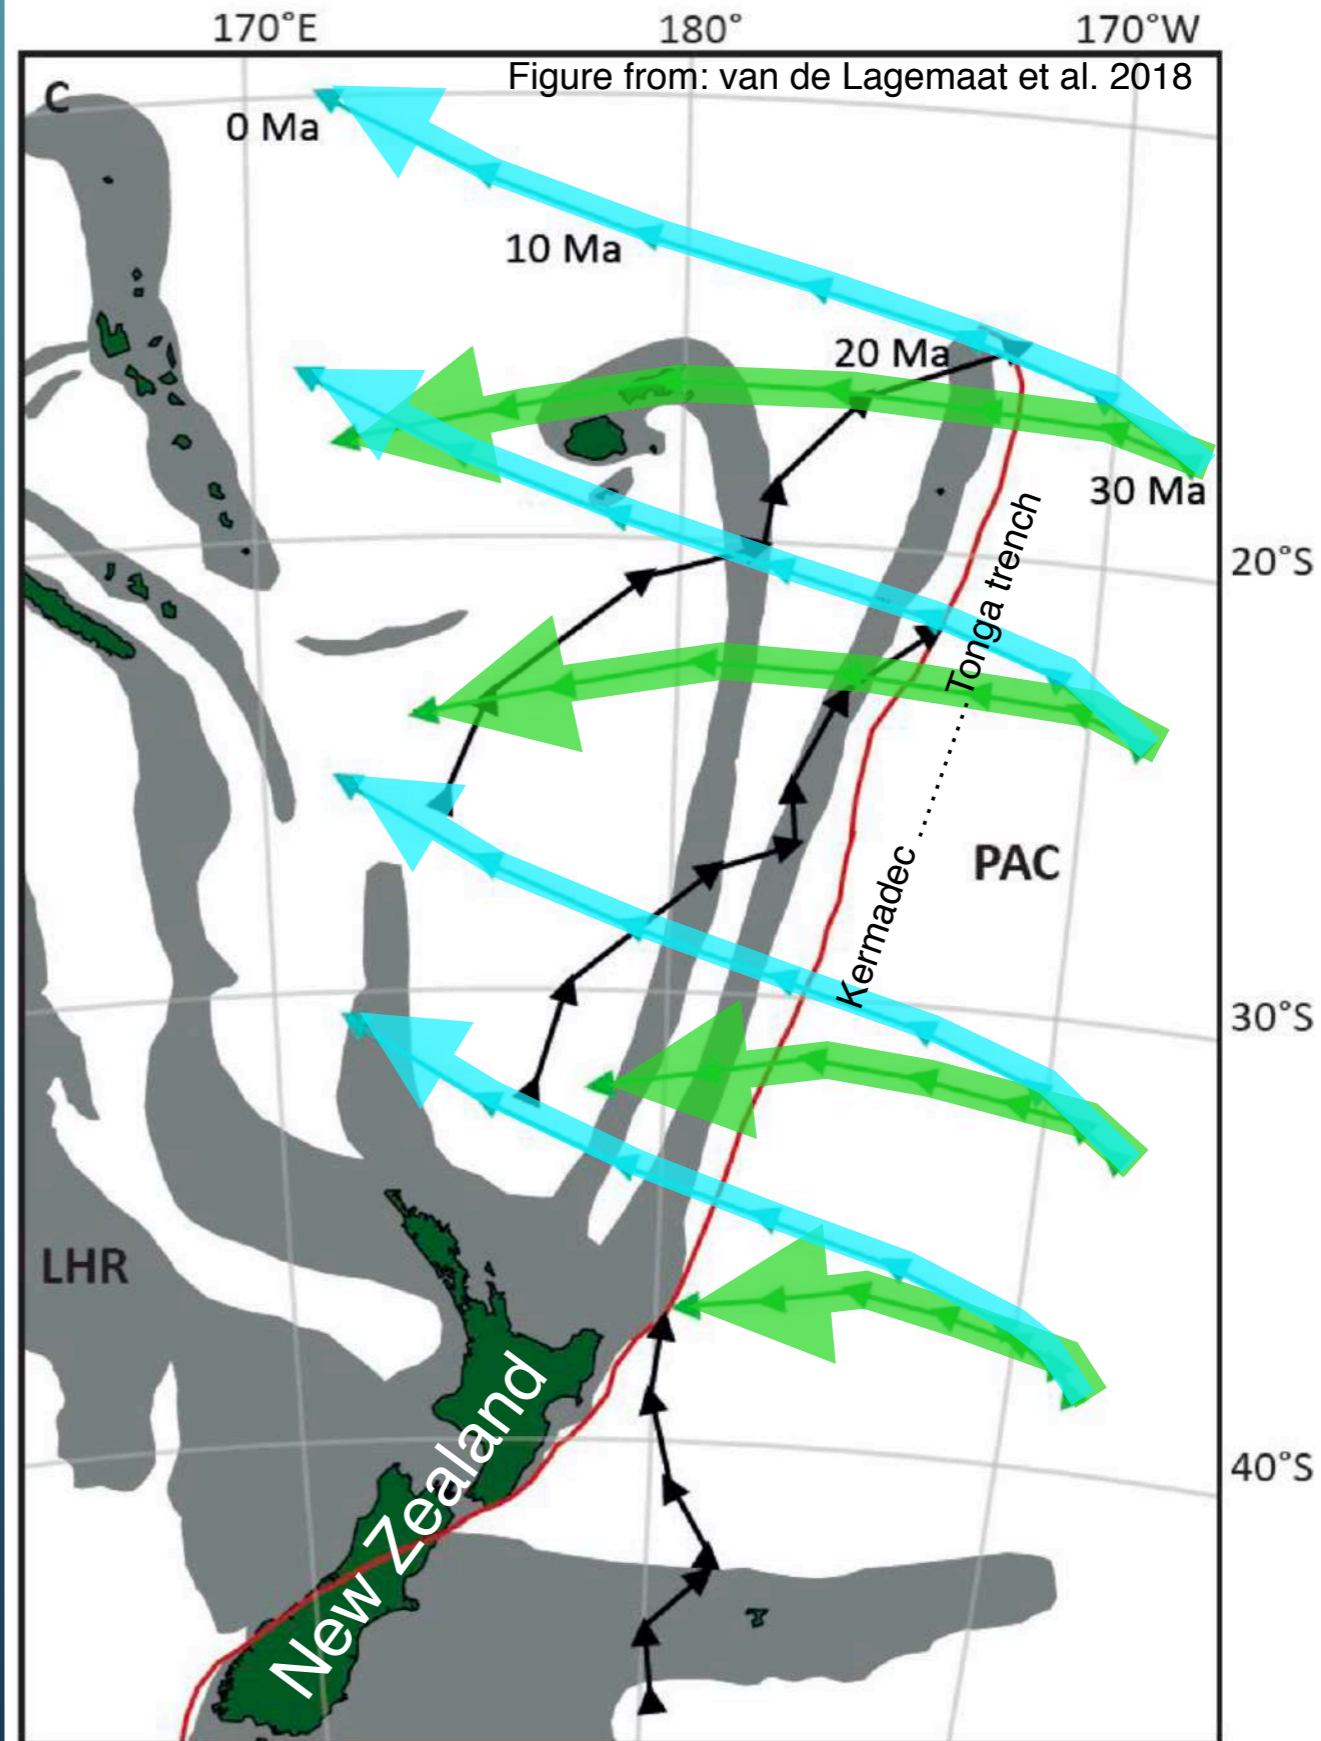 170°E
180°
170°W
Figure from: van de Lagemaat et al. 2018
C
0 Ma
10 Ma
20 Ma
30 Ma
20°S
Kermadec ........... Tonga trench
PAC
30°S
LHR
New Zealand
40°S